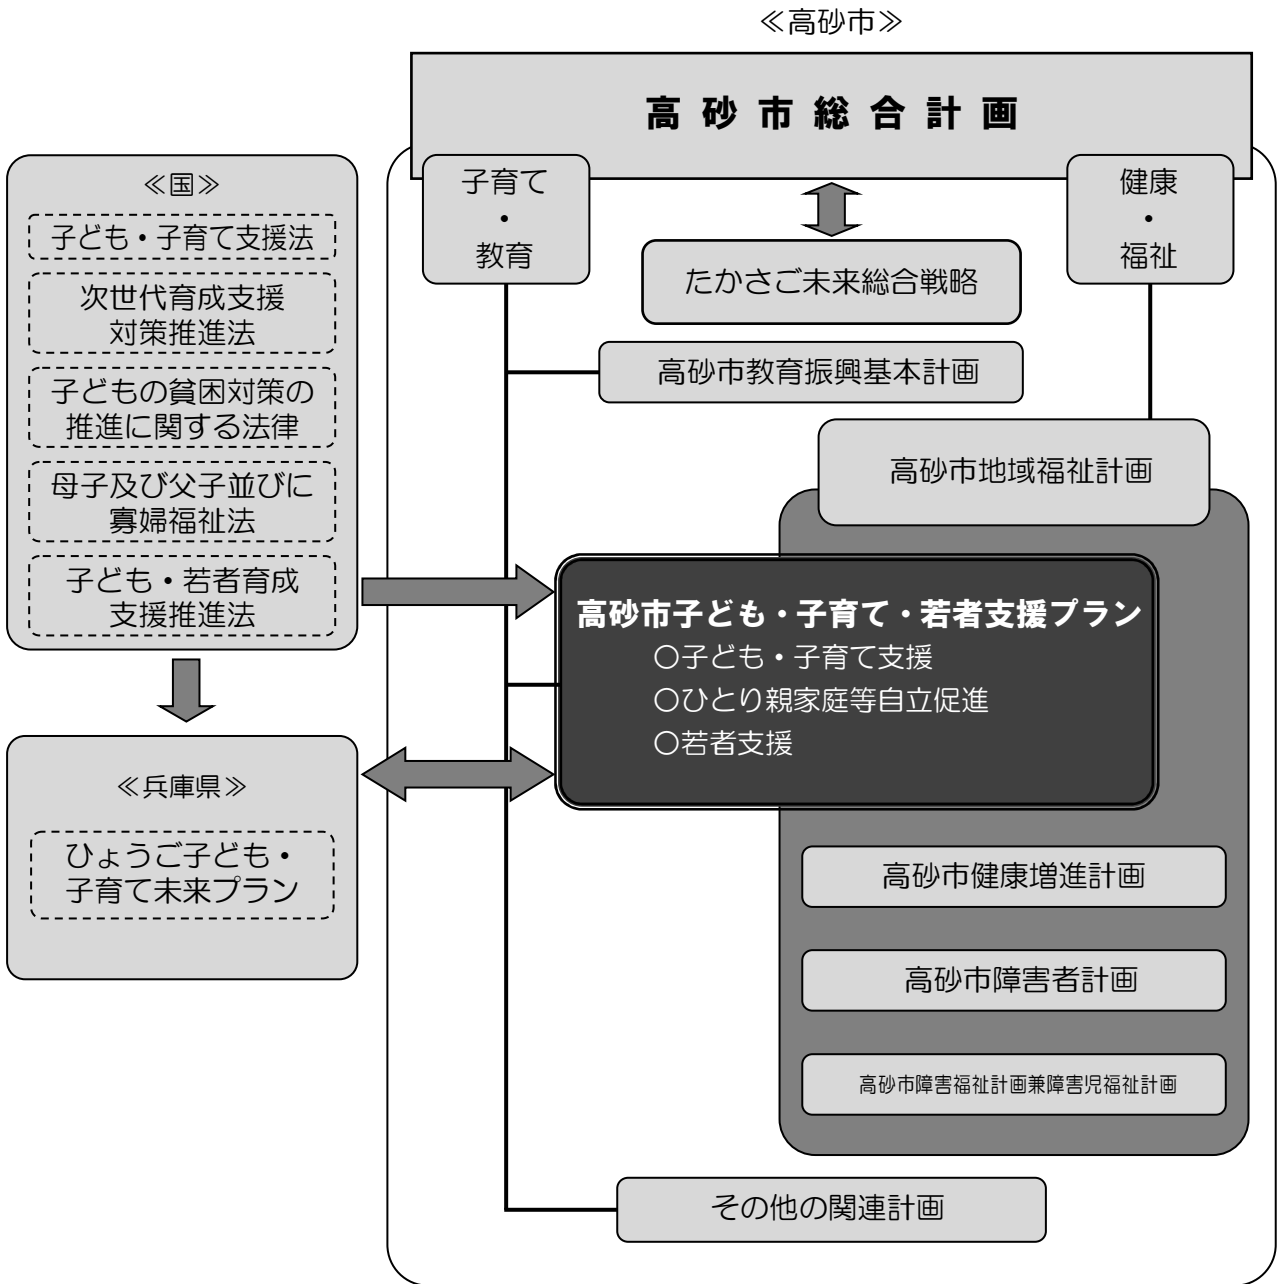 ≪高砂市≫
高砂市総合計画
子育て
・
教育
健康
・
福祉
たかさご未来総合戦略
高砂市教育振興基本計画
高砂市地域福祉計画
≪国≫
子ども・子育て支援法
次世代育成支援
対策推進法
子どもの貧困対策の
推進に関する法律
母子及び父子並びに
寡婦福祉法
子ども・若者育成
支援推進法
高砂市子ども・子育て・若者支援プラン
○子ども・子育て支援
○ひとり親家庭等自立促進
○若者支援
≪兵庫県≫
ひょうご子ども・
子育て未来プラン
高砂市健康増進計画
高砂市障害者計画
高砂市障害福祉計画兼障害児福祉計画
その他の関連計画